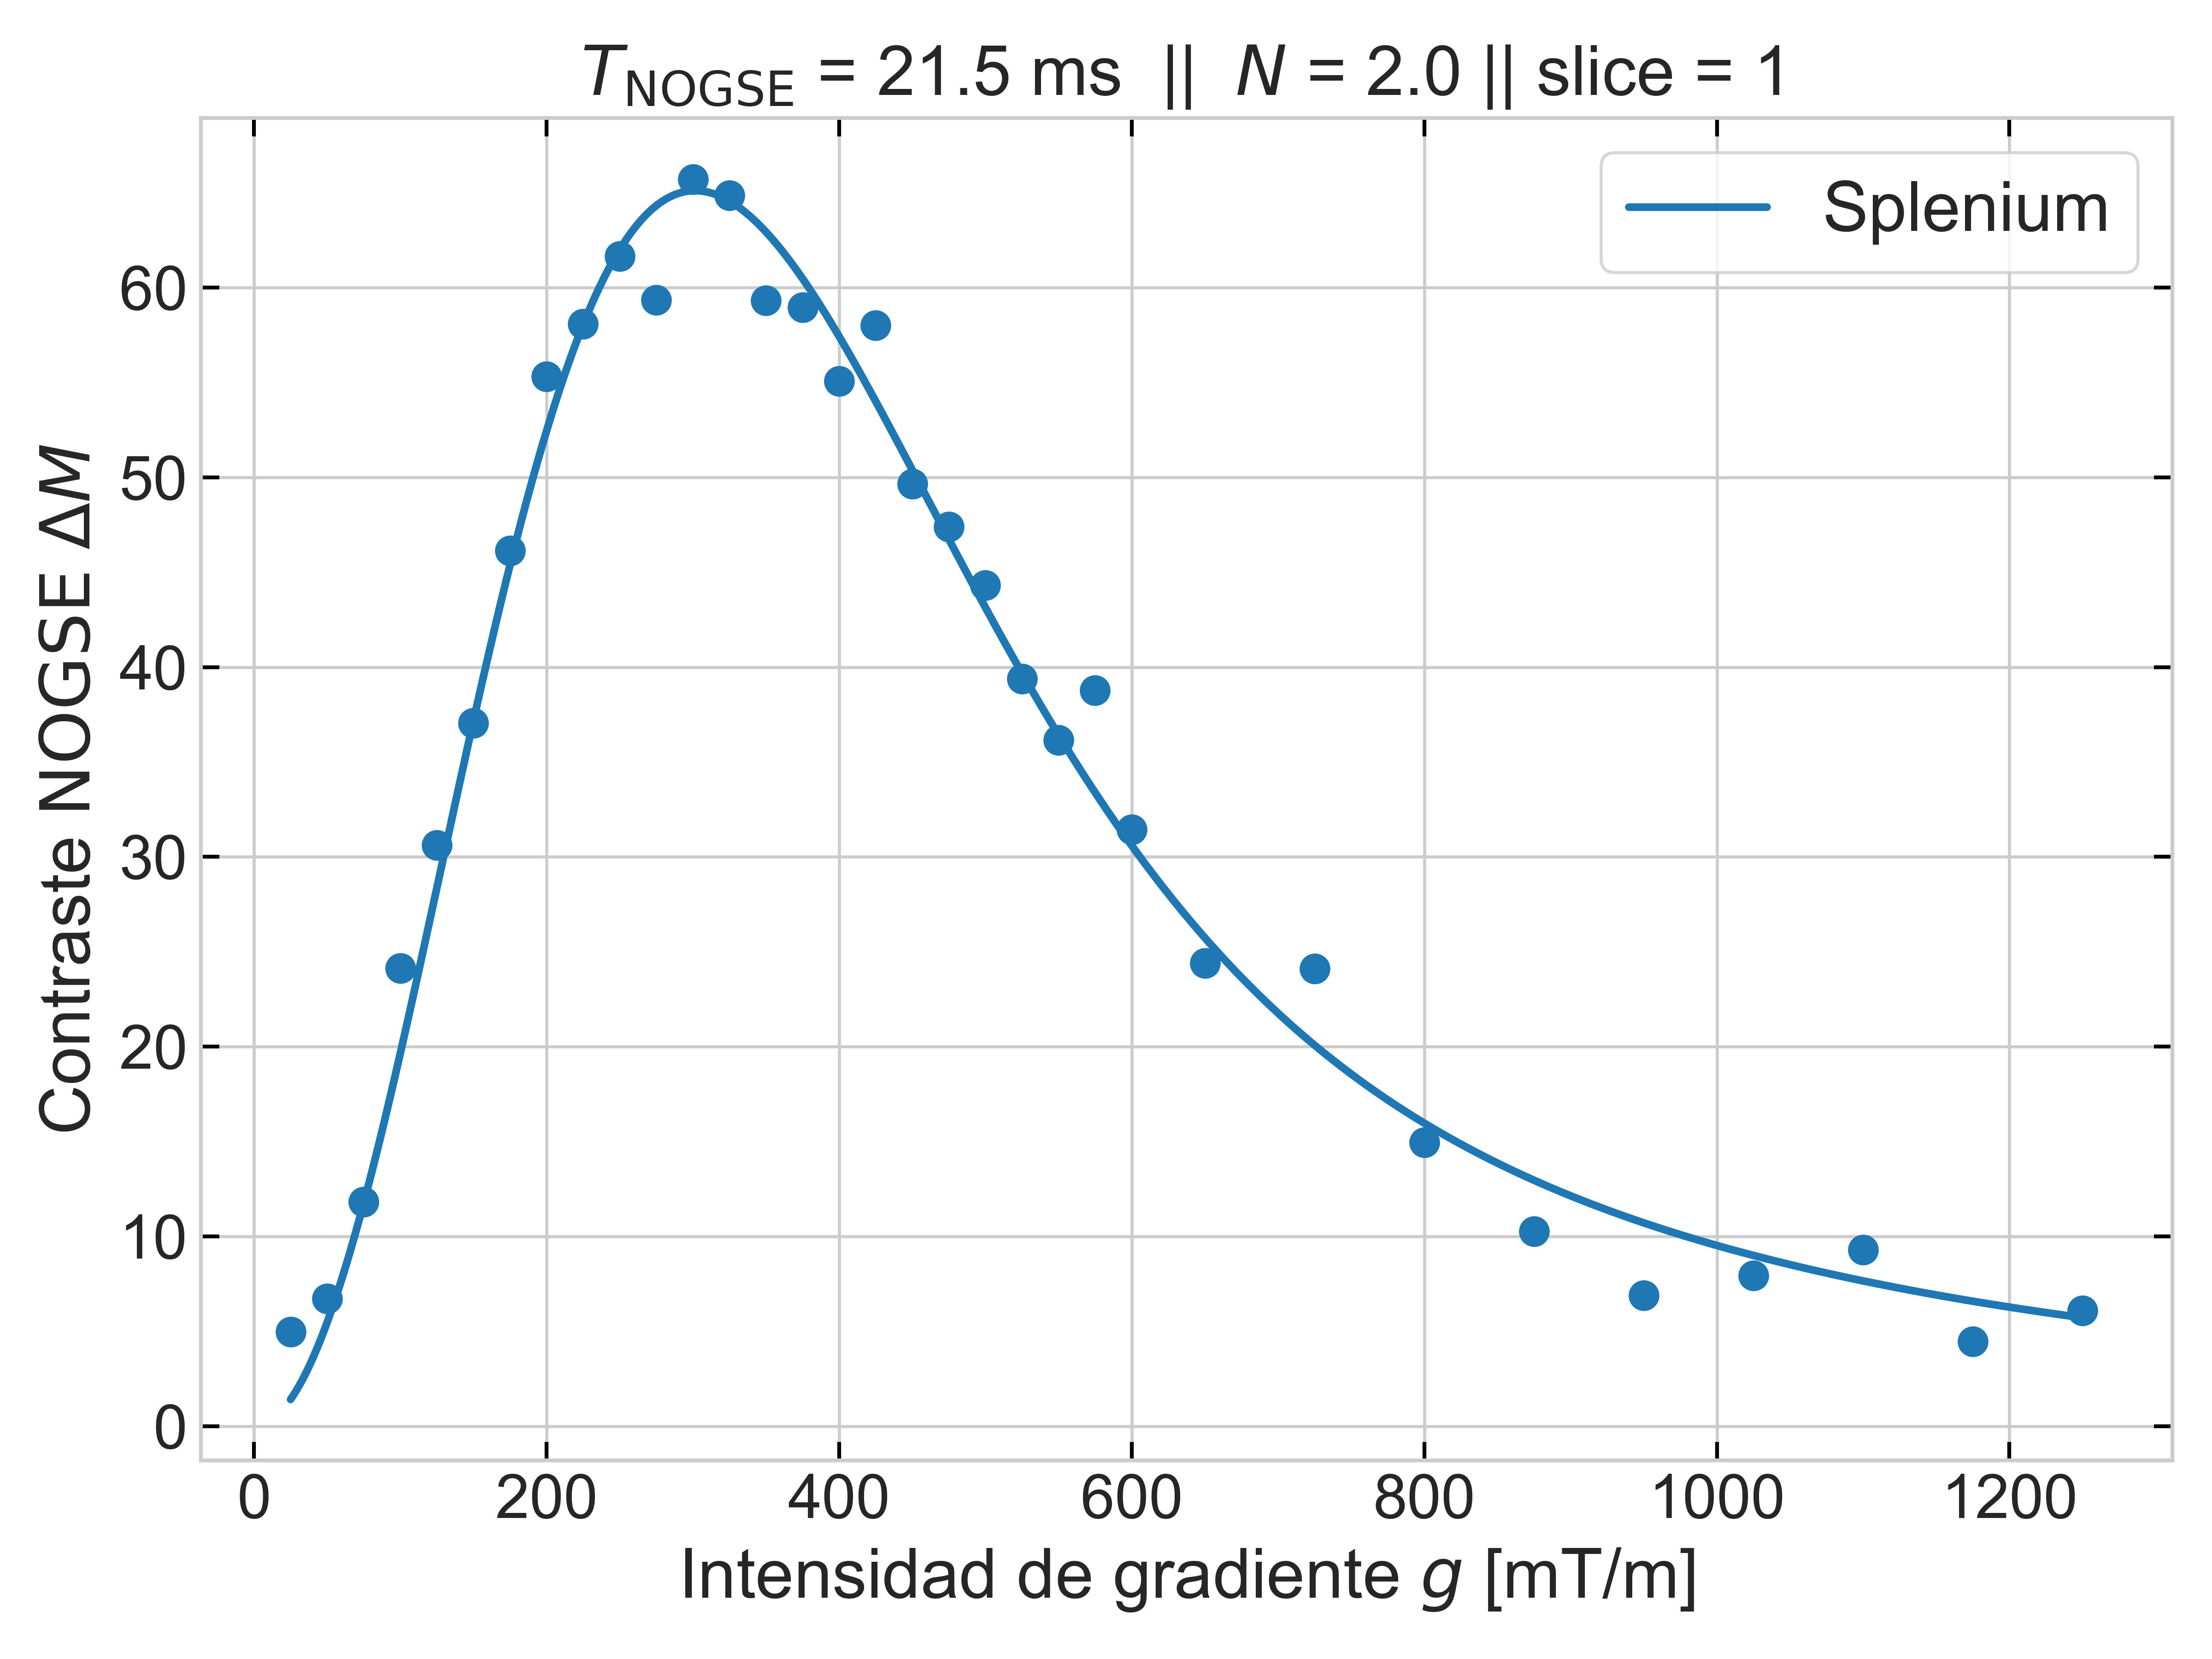 T_NOGSE = 21.5 ms || N = 2.0 || slice = 1
Splenium
Contraste NOGSE ΔM
60
50
40
30
20
10
0
0 200 400 600 800 1000 1200
Intensidad de gradiente g [mT/m]